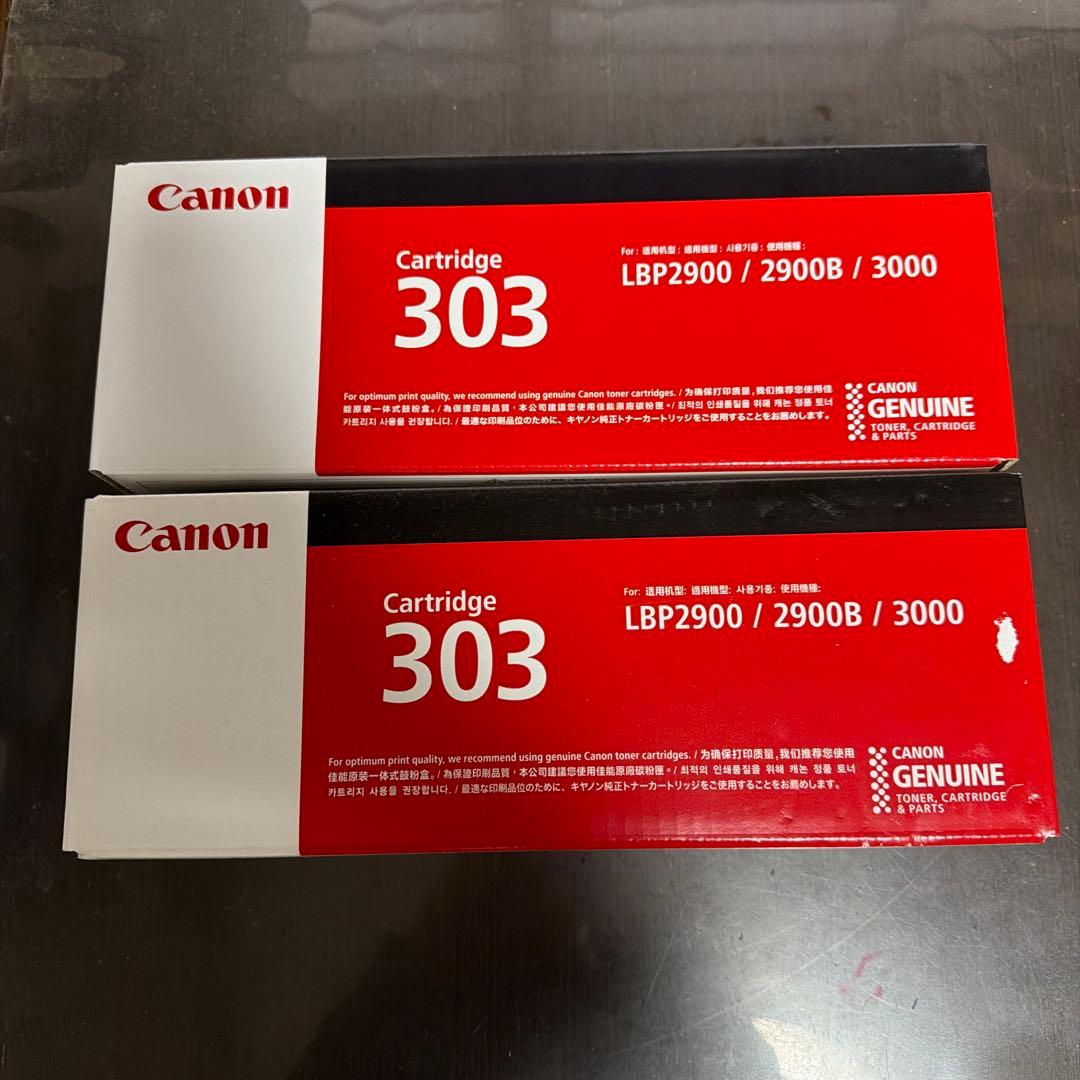 Canon
Cartridge
303
For : 适用机型 : 適用機型 : 사용기종 : 使用機種 :
LBP2900 / 2900B / 3000
For optimum print quality, we recommend using genuine Canon toner cartridges. / 为确保打印质量,我们推荐您使用佳
能原装一体式鼓粉盒。/ 為保證印刷品質，本公司建議您使用佳能原廠碳粉匣。/ 최적의 인쇄품질을 위해 캐논 정품 토너
카트리지 사용을 권장합니다. / 最適な印刷品位のために、キヤノン純正トナーカートリッジをご使用することをお薦めします。
CANON
GENUINE
TONER, CARTRIDGE
& PARTS
Canon
Cartridge
303
For: 适用机型: 適用機型: 사용기종: 使用機種:
LBP2900 / 2900B / 3000
For optimum print quality, we recommend using genuine Canon toner cartridges. / 为确保打印质量,我们推荐您使用
佳能原装一体式鼓粉盒。/ 為保證印刷品質，本公司建議您使用佳能原廠碳粉匣。/ 최적의 인쇄품질을 위해 캐논 정품 토너
카트리지 사용을 권장합니다. / 最適な印刷品位のために、キヤノン純正トナーカートリッジをご使用することをお薦めします。
CANON
GENUINE
TONER, CARTRIDGE
& PARTS